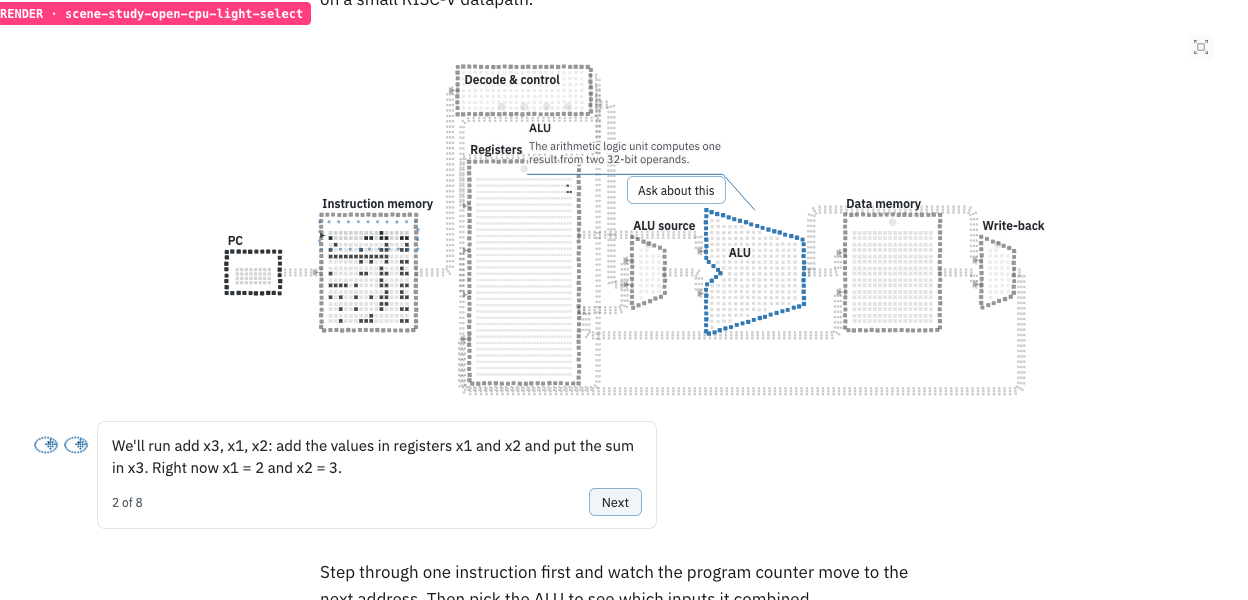 on a small RISC-V datapath.
RENDER · scene-study-open-cpu-light-select
Decode & control
ALU
The arithmetic logic unit computes one
result from two 32-bit operands.
Registers
Ask about this
Instruction memory
Data memory
ALU source
Write-back
PC
ALU
We'll run add x3, x1, x2: add the values in registers x1 and x2 and put the sum
in x3. Right now x1 = 2 and x2 = 3.
2 of 8
Next
Step through one instruction first and watch the program counter move to the
next address. Then pick the ALU to see which inputs it combined.